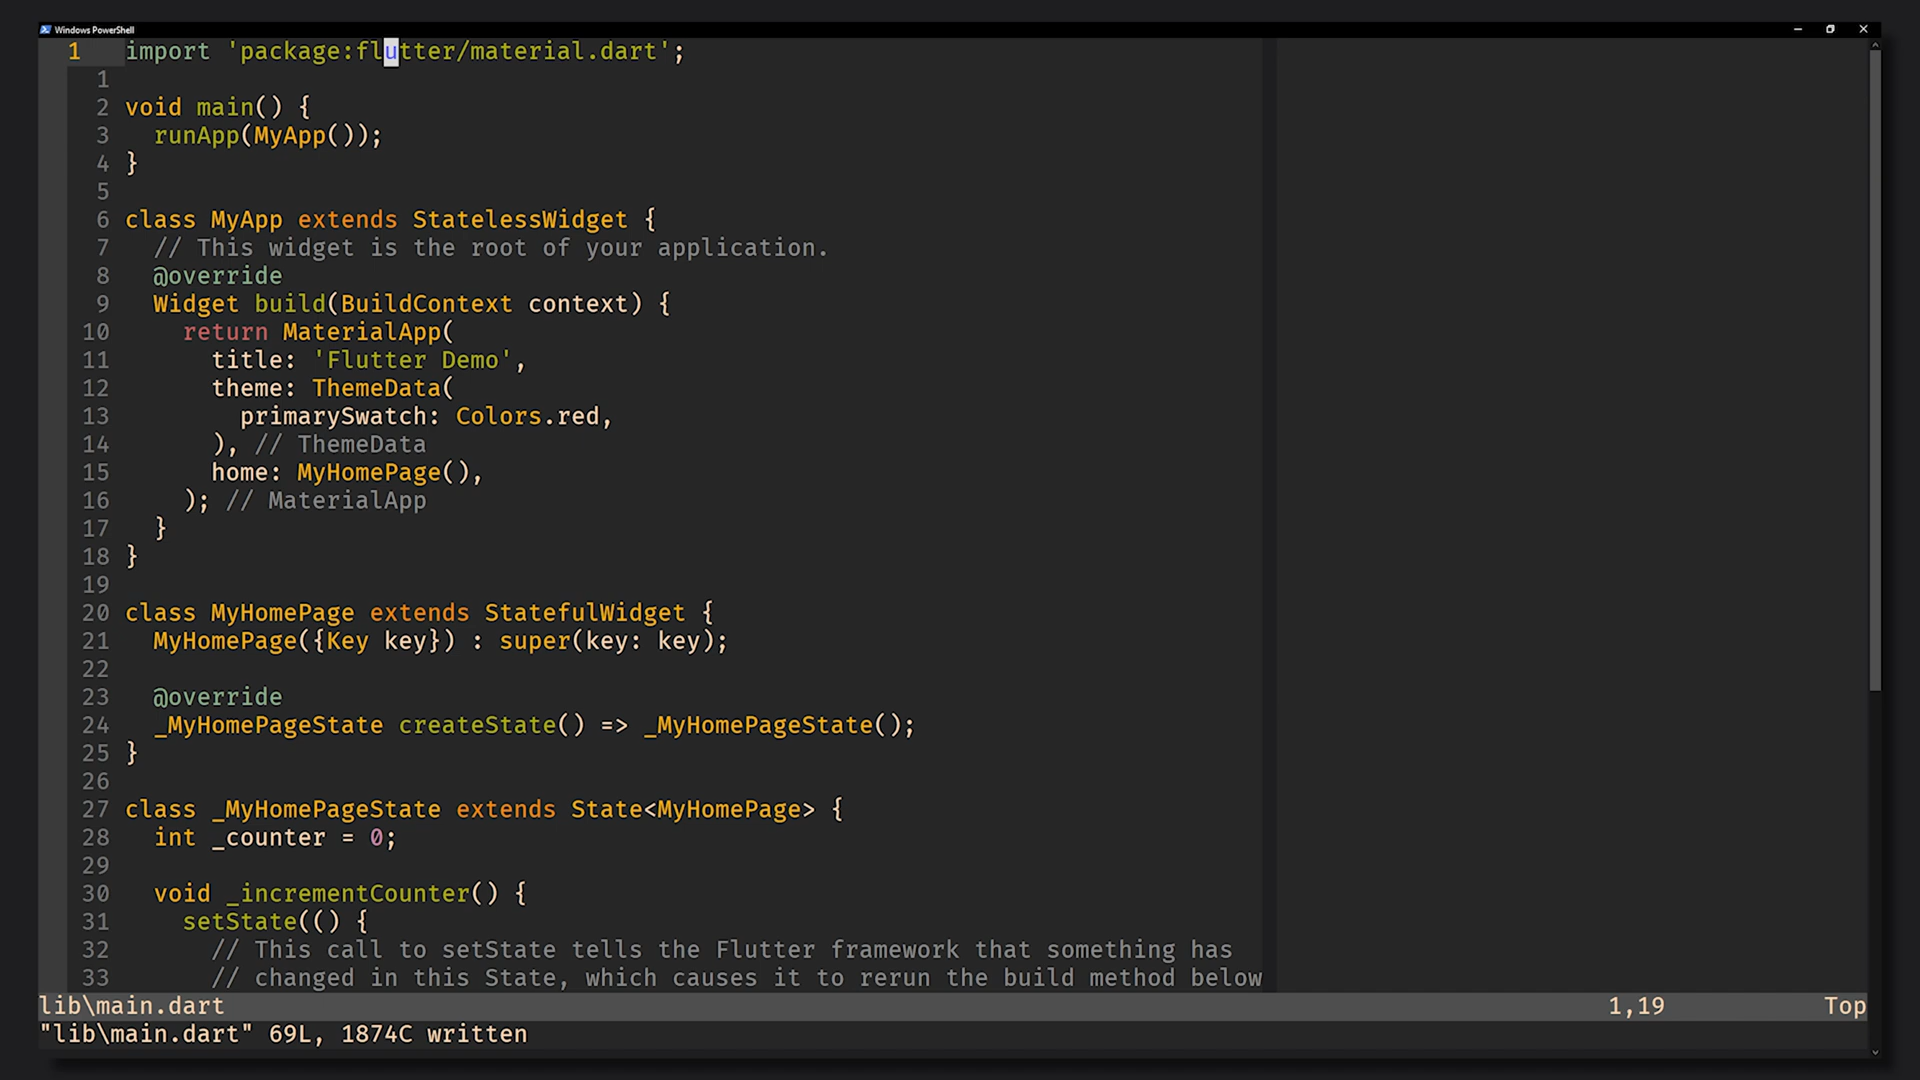 Windows PowerShell
1 import 'package:flutter/material.dart';
1
2 void main() {
3   runApp(MyApp());
4 }
5
6 class MyApp extends StatelessWidget {
7   // This widget is the root of your application.
8   @override
9   Widget build(BuildContext context) {
10     return MaterialApp(
11       title: 'Flutter Demo',
12       theme: ThemeData(
13         primarySwatch: Colors.red,
14       ), // ThemeData
15       home: MyHomePage(),
16     ); // MaterialApp
17   }
18 }
19
20 class MyHomePage extends StatefulWidget {
21   MyHomePage({Key key}) : super(key: key);
22
23   @override
24   _MyHomePageState createState() => _MyHomePageState();
25 }
26
27 class _MyHomePageState extends State<MyHomePage> {
28   int _counter = 0;
29
30   void _incrementCounter() {
31     setState(() {
32       // This call to setState tells the Flutter framework that something has
33       // changed in this State, which causes it to rerun the build method below
lib\main.dart 1,19 Top
"lib\main.dart" 69L, 1874C written